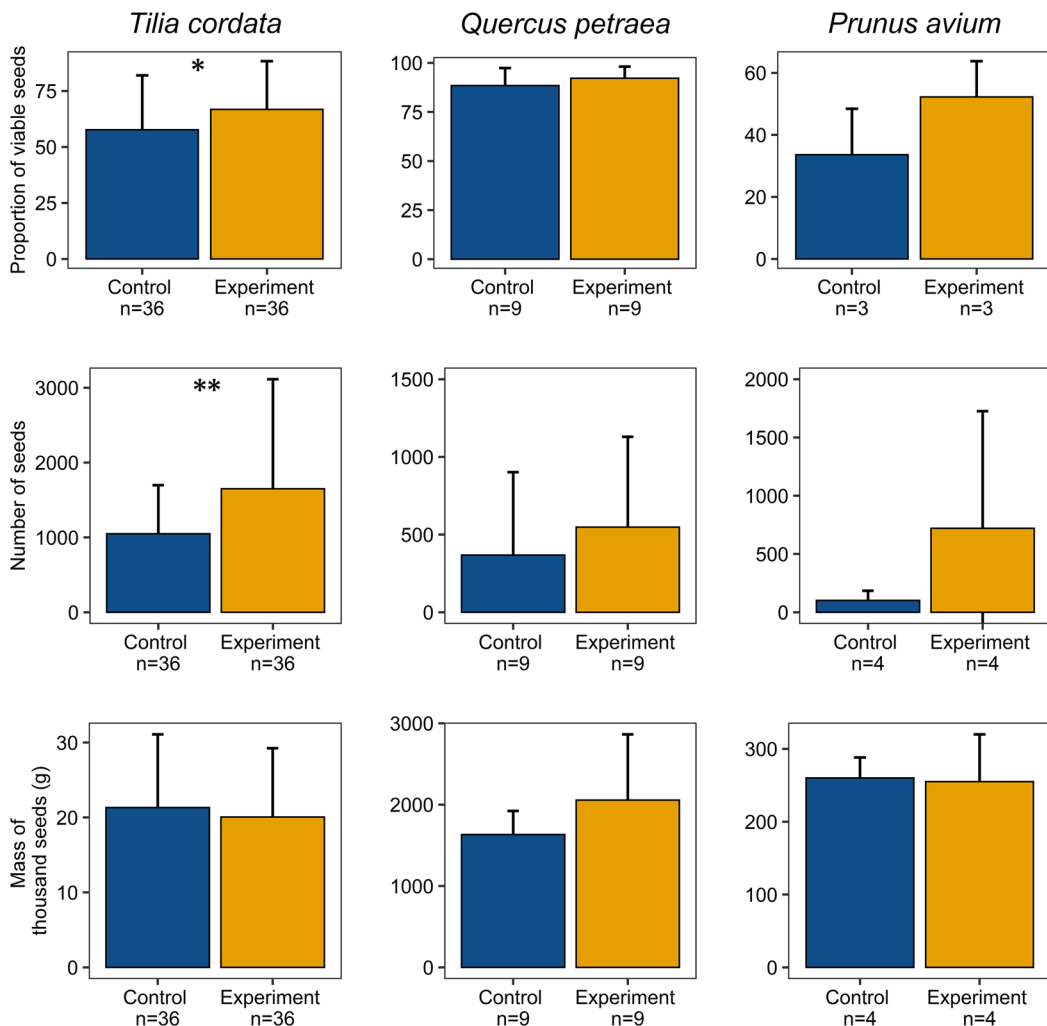 Tilia cordata
Quercus petraea
Prunus avium
Proportion of viable seeds
75
50
25
0
*
Control
n=36
Experiment
n=36
100
75
50
25
0
Control
n=9
Experiment
n=9
60
40
20
0
Control
n=3
Experiment
n=3
Number of seeds
3000
2000
1000
0
**
Control
n=36
Experiment
n=36
1500
1000
500
0
Control
n=9
Experiment
n=9
2000
1500
1000
500
0
Control
n=4
Experiment
n=4
Mass of
thousand seeds (g)
30
20
10
0
Control
n=36
Experiment
n=36
3000
2000
1000
0
Control
n=9
Experiment
n=9
300
200
100
0
Control
n=4
Experiment
n=4